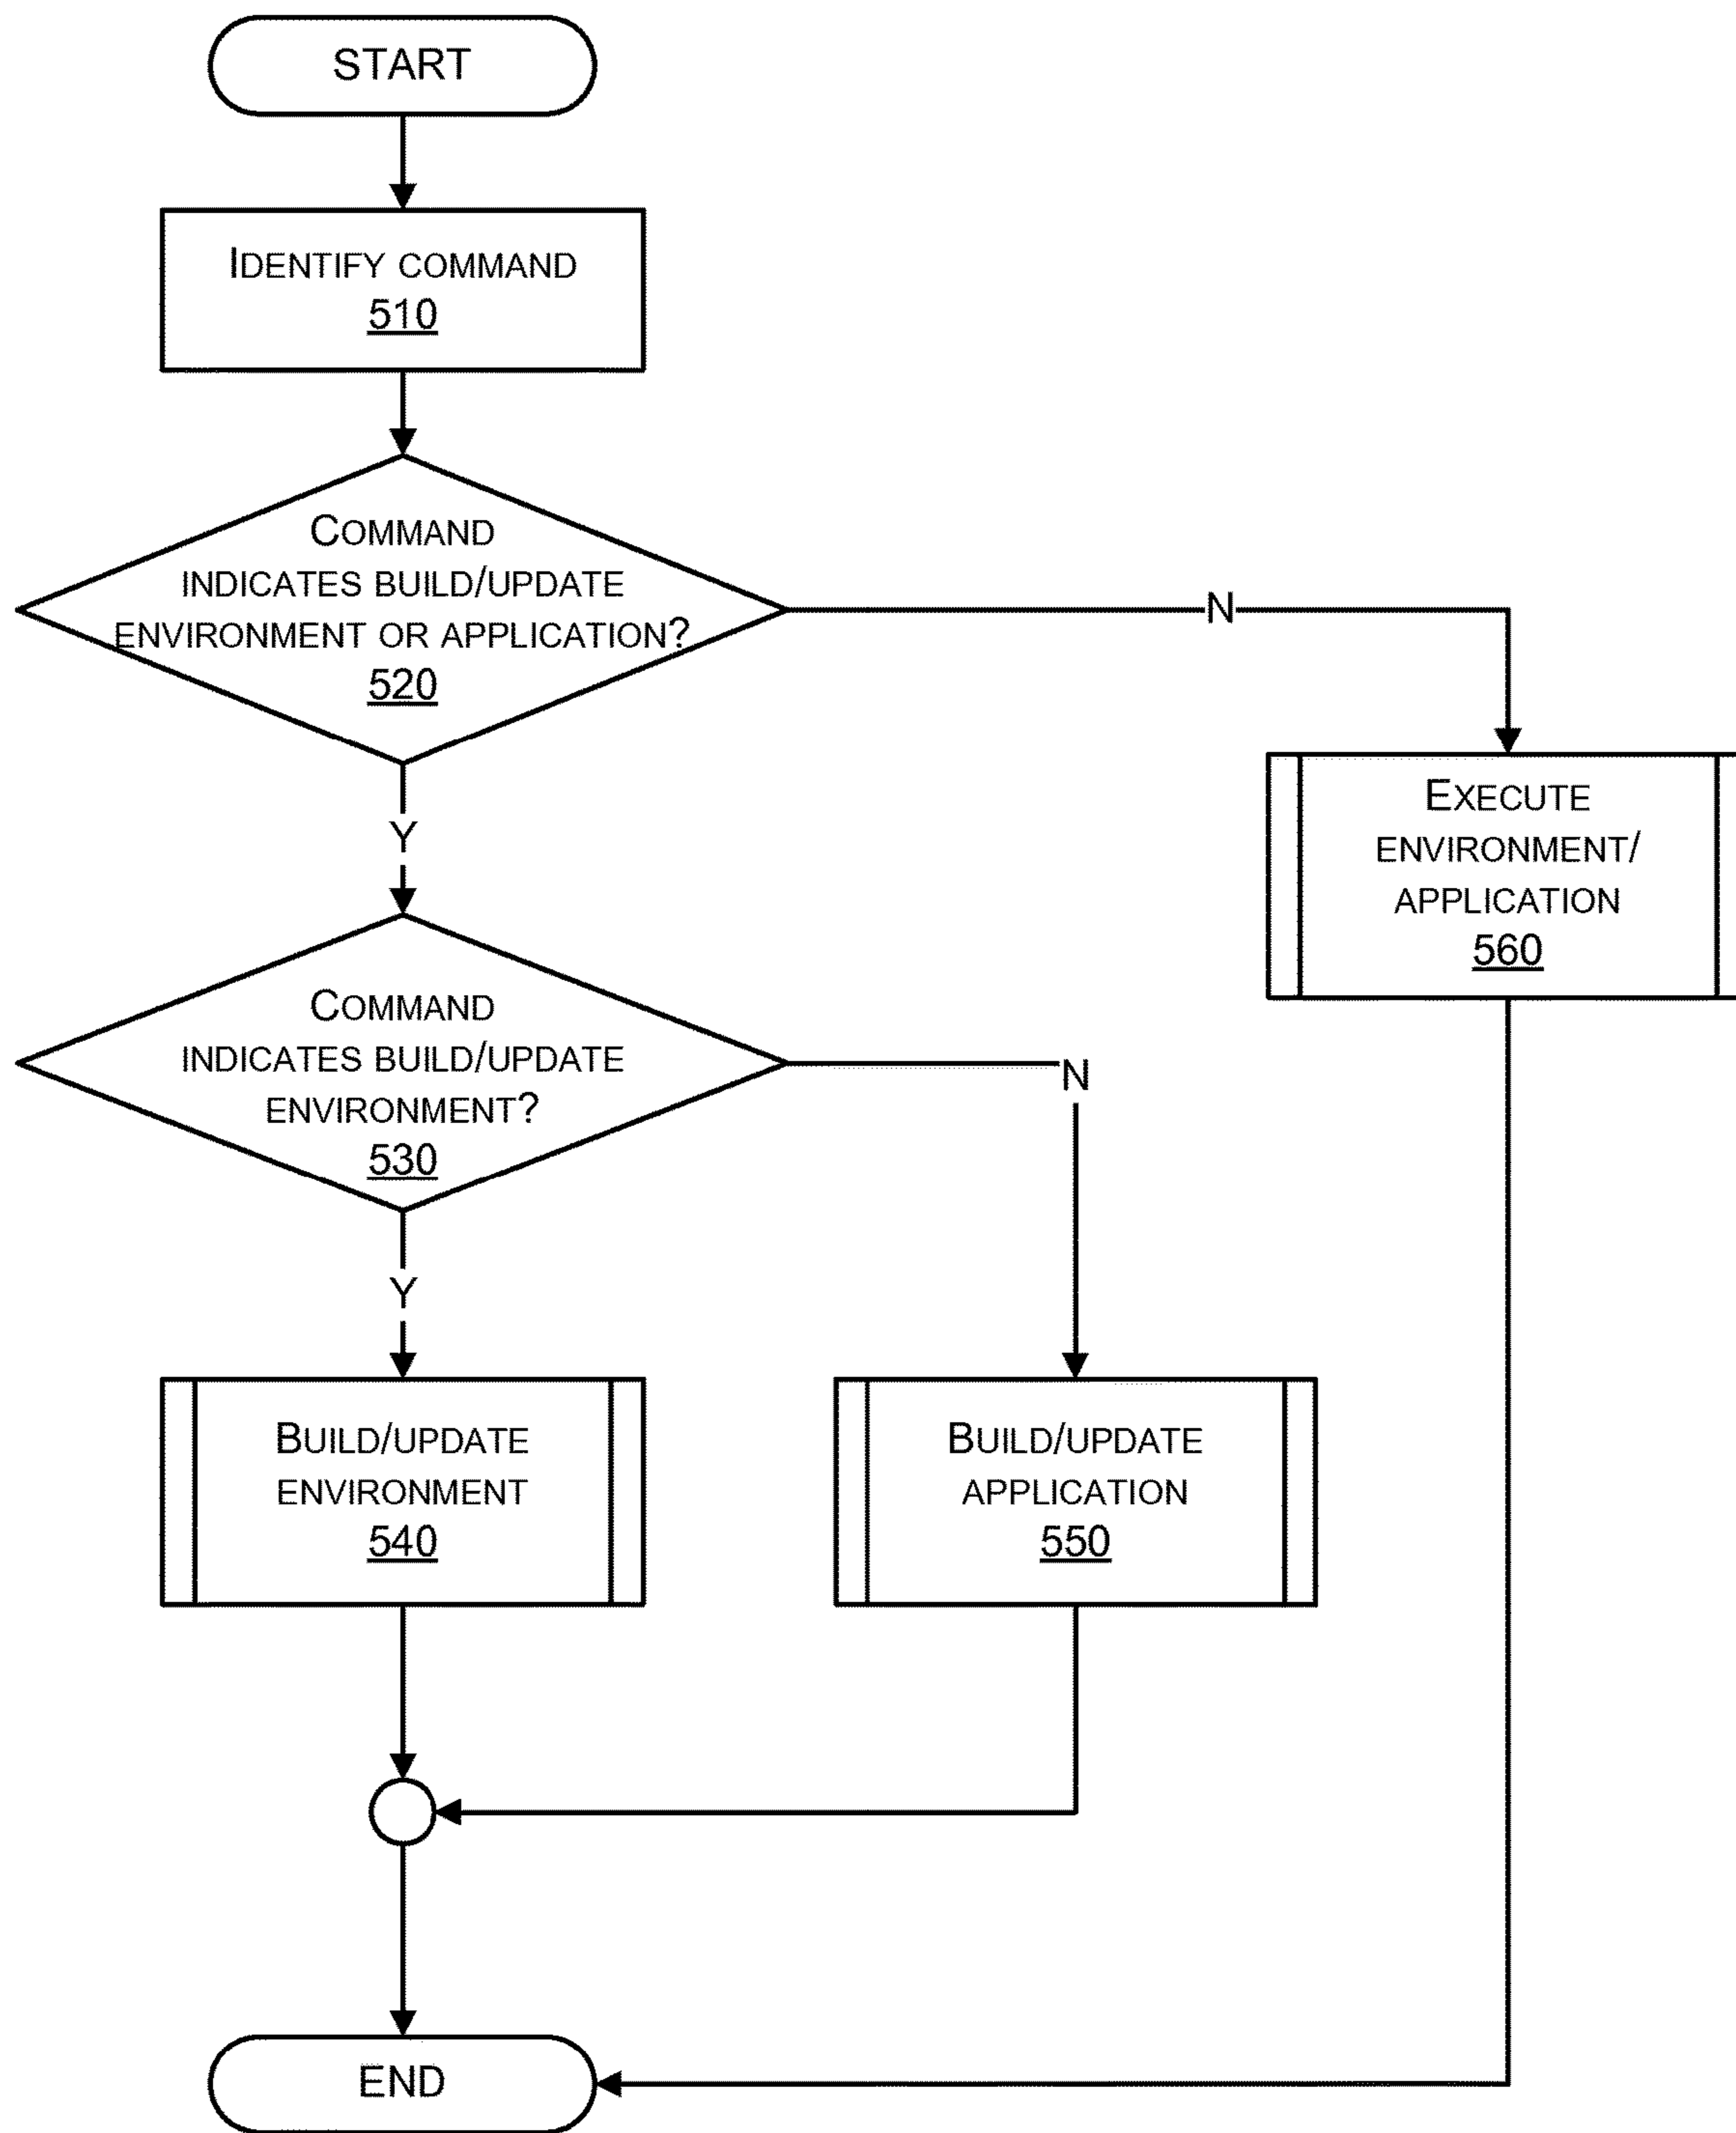 START
IDENTIFY COMMAND
510
COMMAND
INDICATES BUILD/UPDATE
ENVIRONMENT OR APPLICATION?
520
N
Y
EXECUTE
ENVIRONMENT/
APPLICATION
560
COMMAND
INDICATES BUILD/UPDATE
ENVIRONMENT?
530
N
Y
BUILD/UPDATE
ENVIRONMENT
540
BUILD/UPDATE
APPLICATION
550
END